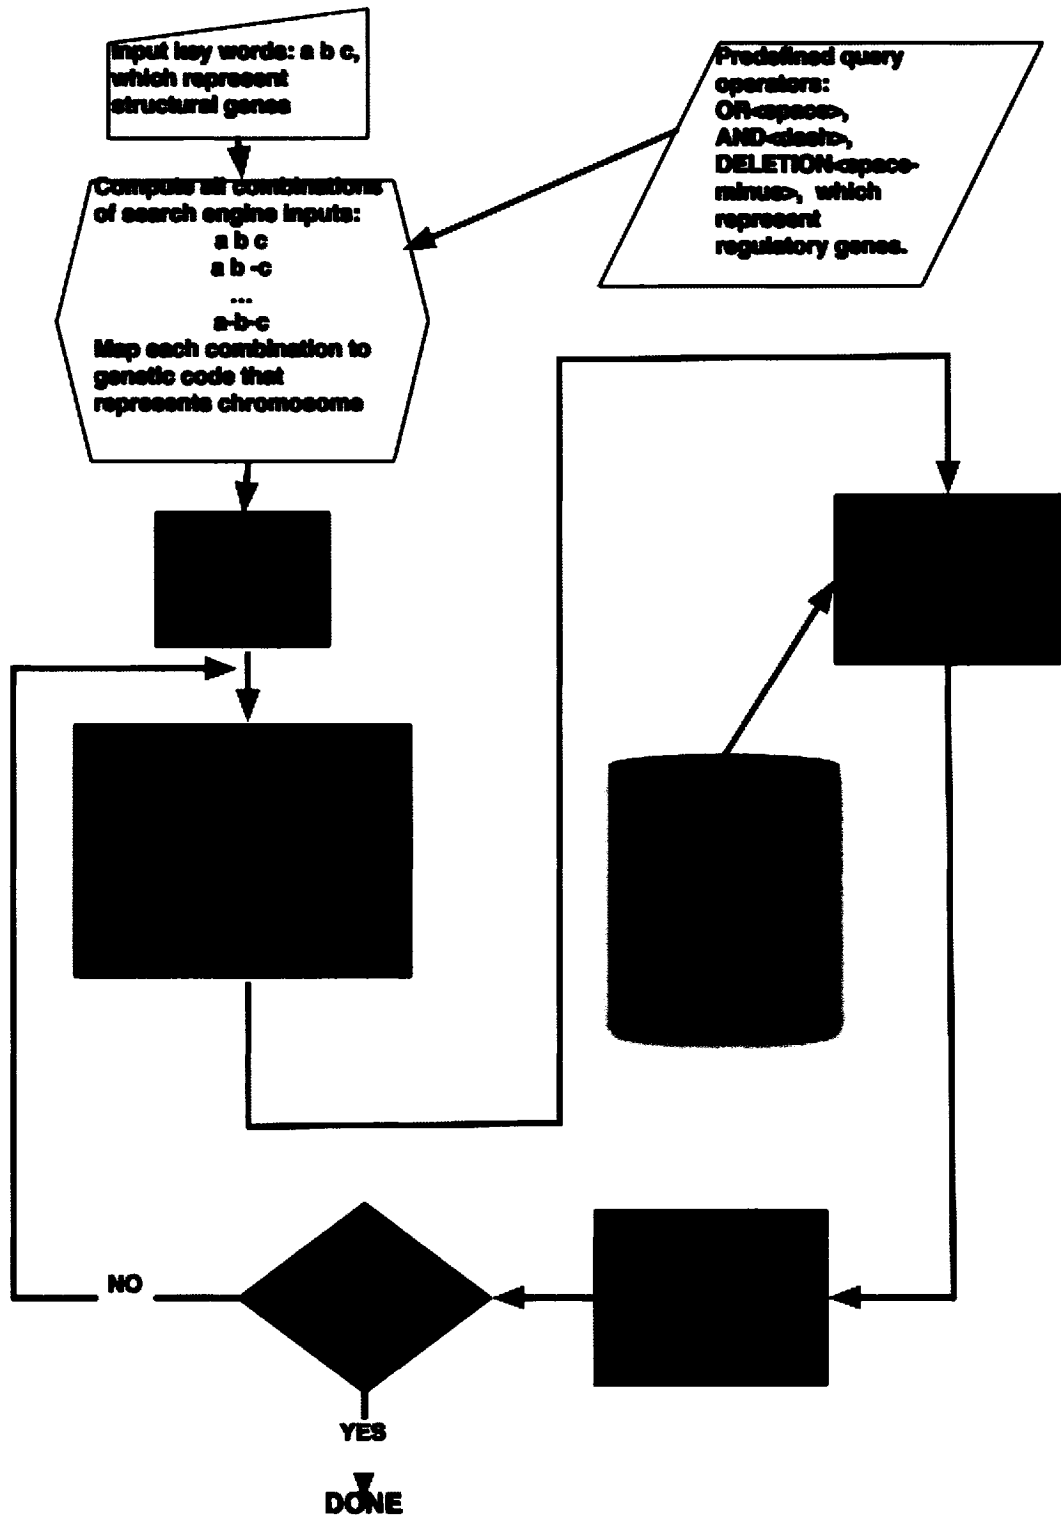 Input key words: a b c,
which represent
structural genes
Predefined query
operators:
OR<space>,
AND<dash>,
DELETION<space-
minus>, which
represent
regulatory genes.
Compute all combinations
of search engine inputs:
a b c
a b -c
...
a-b-c
Map each combination to
genetic code that
represents chromosome
NO
YES
DONE